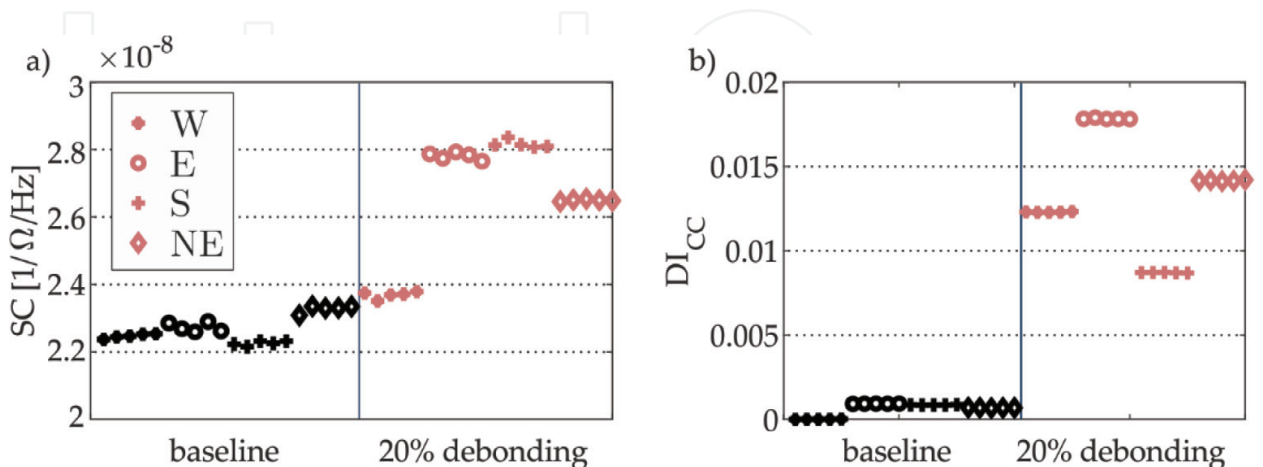 a)
×10⁻⁸
SC [1/Ω/Hz]
3
2.8
2.6
2.4
2.2
2
W
E
S
NE
baseline
20% debonding
b)
DI_CC
0.02
0.015
0.01
0.005
0
baseline
20% debonding